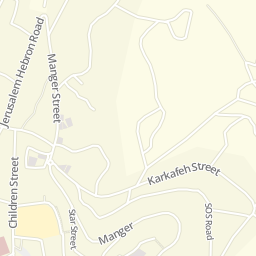 Jerusalem Hebron Road
Manger Street
Children Street
Karkafeh Street
Star Street
Manger
SOS Road